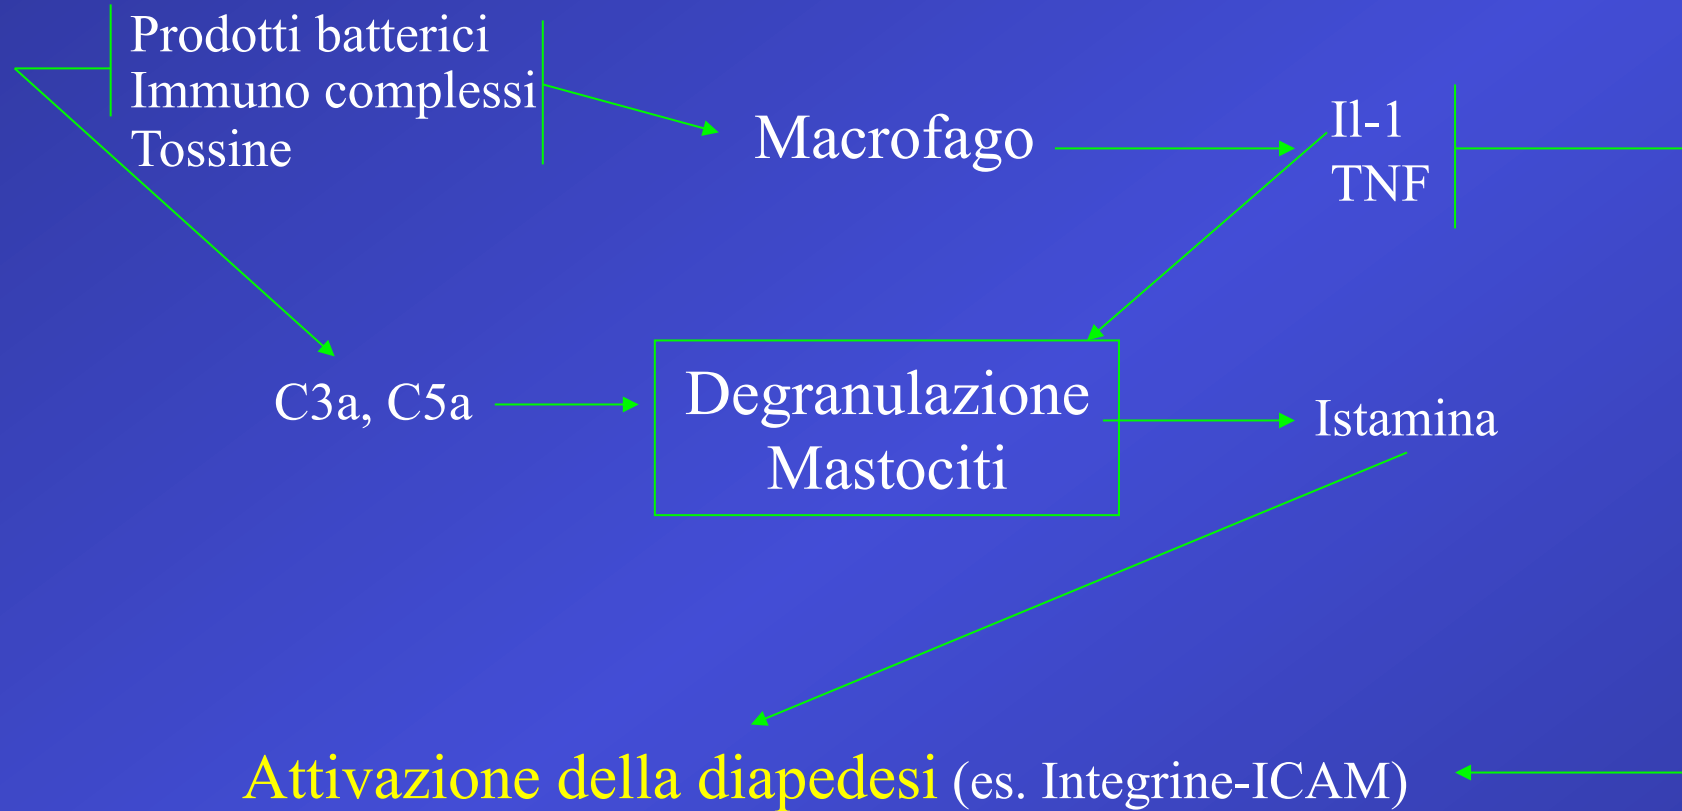 Prodotti batterici
Immuno complessi
Tossine
Macrofago
Il-1
TNF
C3a, C5a
Degranulazione
Mastociti
Istamina
Attivazione della diapedesi (es. Integrine-ICAM)